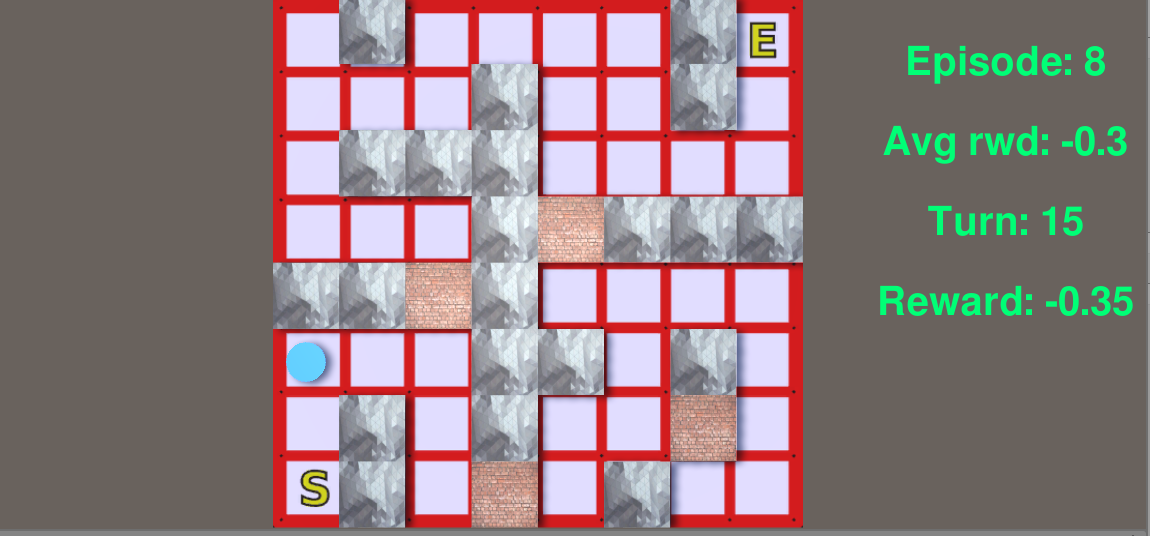 E
Episode: 8
Avg rwd: -0.3
Turn: 15
Reward: -0.35
S